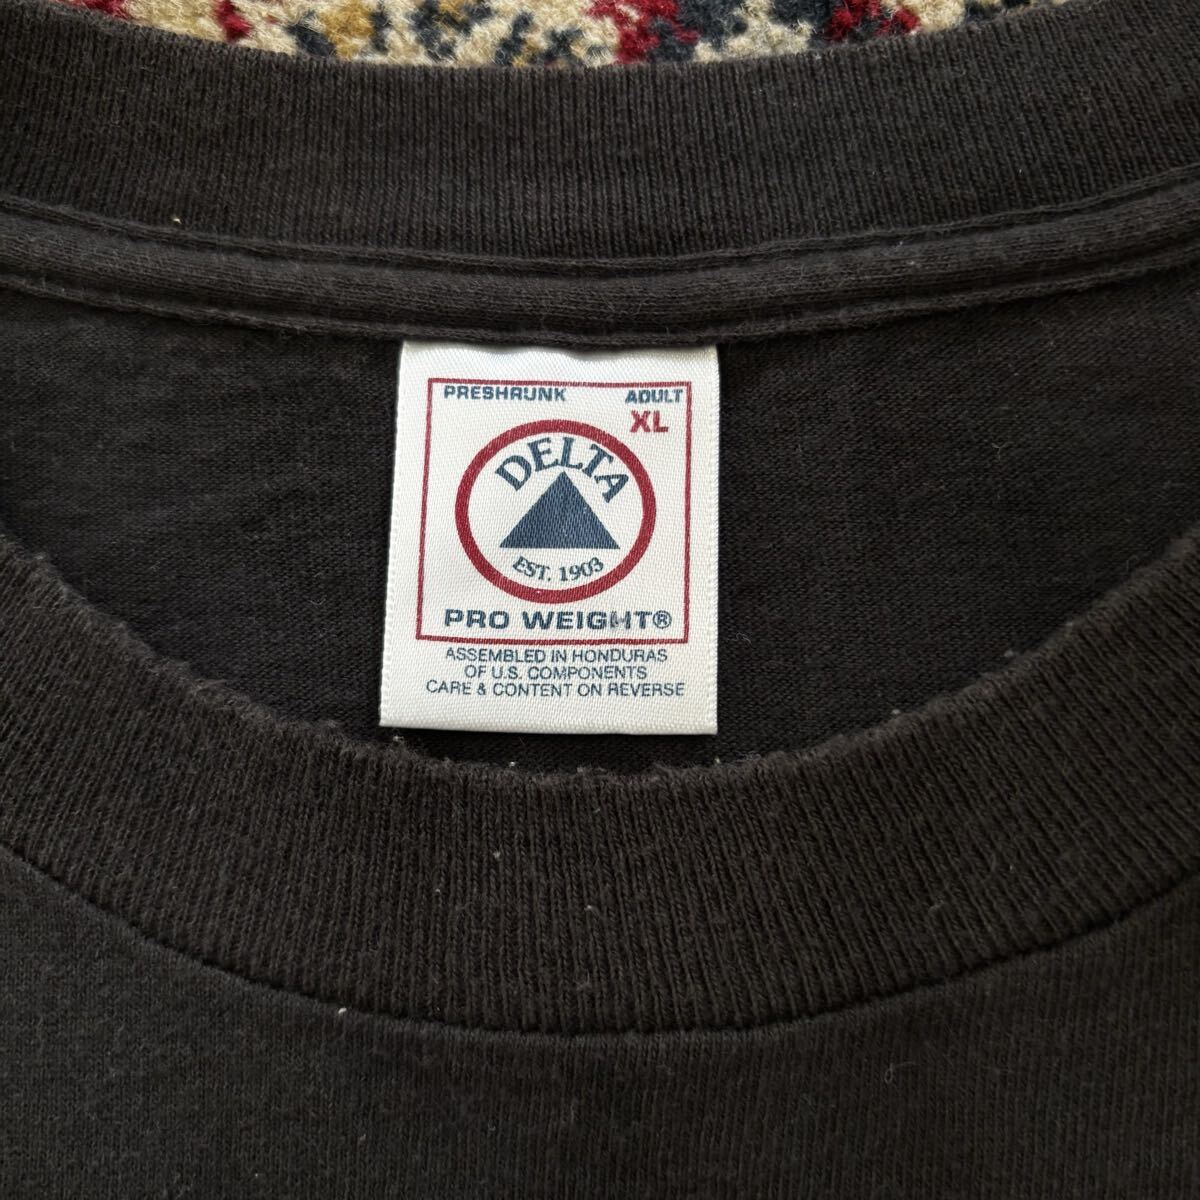 PRESHRUNK ADULT
XL
DELTA
EST. 1903
PRO WEIGHT®
ASSEMBLED IN HONDURAS
OF U.S. COMPONENTS
CARE & CONTENT ON REVERSE